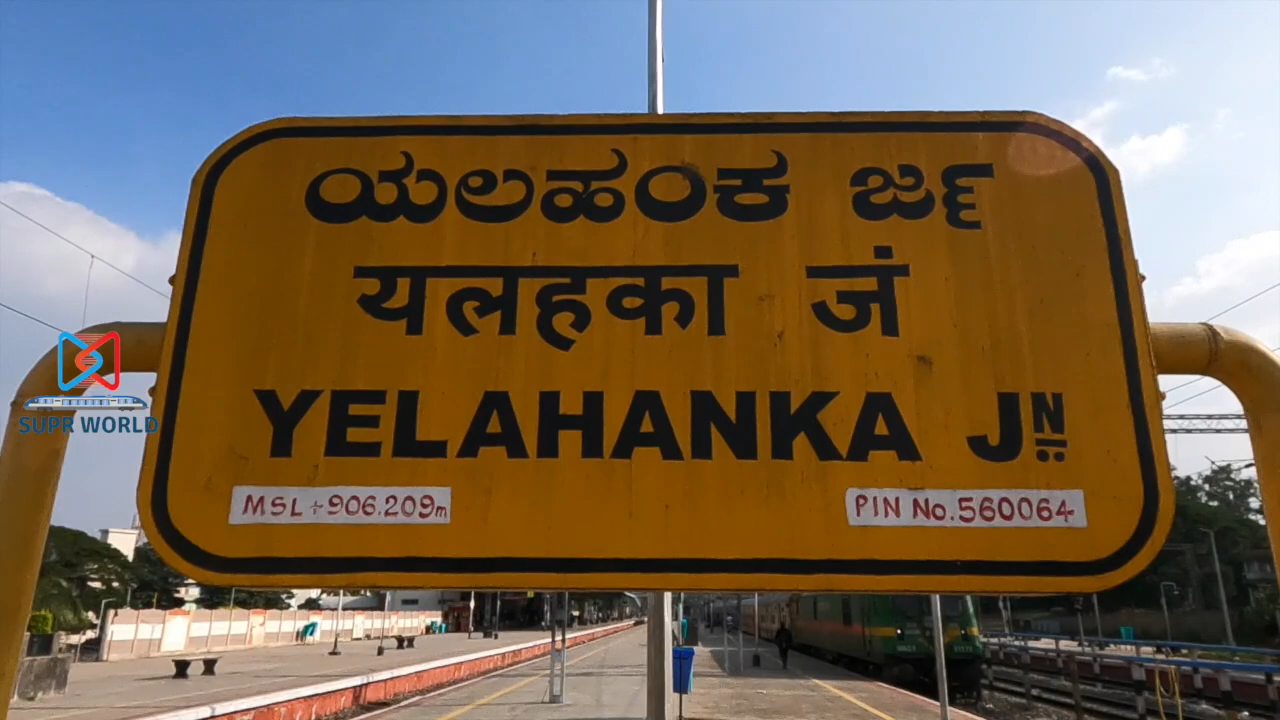 ಯಲಹಂಕ ಜಂ
यलहका जं
YELAHANKA JN
MSL÷906.209m
PIN No.560064
SUPR WORLD